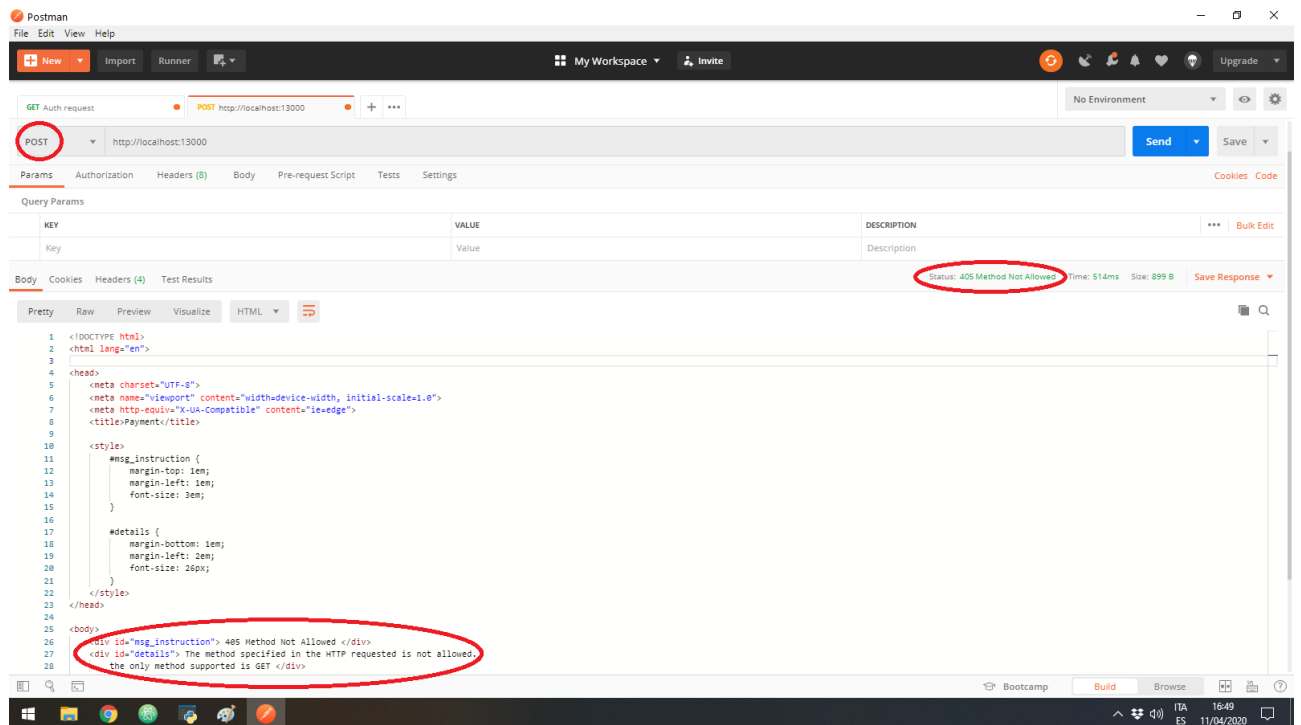 Postman
File Edit View Help
New Import Runner My Workspace Invite Upgrade
GET Auth request POST http://localhost:13000 + ••• No Environment
POST http://localhost:13000 Send Save
Params Authorization Headers (8) Body Pre-request Script Tests Settings Cookies Code
Query Params
KEY VALUE DESCRIPTION ••• Bulk Edit
Key Value Description
Body Cookies Headers (4) Test Results Status: 405 Method Not Allowed Time: 514ms Size: 899 B Save Response
Pretty Raw Preview Visualize HTML
1 <!DOCTYPE html>
2 <html lang="en">
3
4 <head>
5 <meta charset="UTF-8">
6 <meta name="viewport" content="width=device-width, initial-scale=1.0">
7 <meta http-equiv="X-UA-Compatible" content="ie=edge">
8 <title>Payment</title>
9
10 <style>
11 #msg_instruction {
12 margin-top: 1em;
13 margin-left: 1em;
14 font-size: 3em;
15 }
16
17 #details {
18 margin-bottom: 1em;
19 margin-left: 2em;
20 font-size: 26px;
21 }
22 </style>
23 </head>
24
25 <body>
26 <div id="msg_instruction"> 405 Method Not Allowed </div>
27 <div id="details"> The method specified in the HTTP requested is not allowed.
28 the only method supported is GET </div>
Bootcamp Build Browse
ITA 16:49
ES 11/04/2020